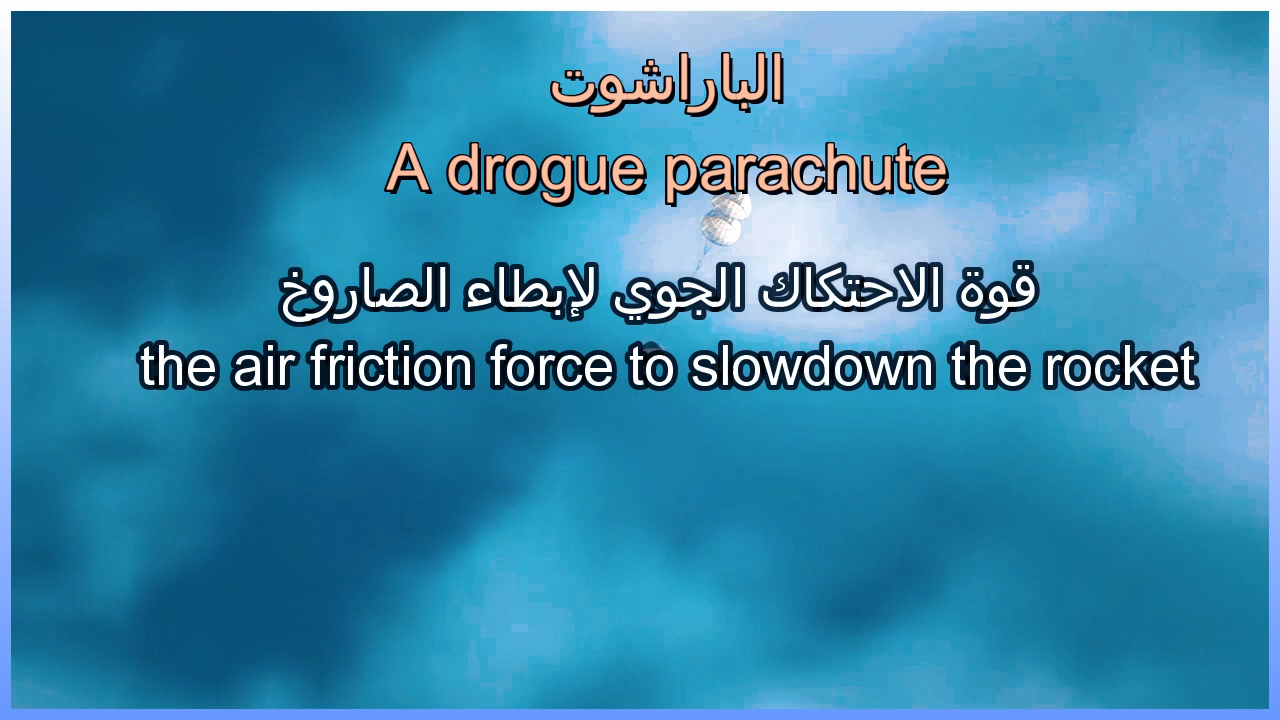 الباراشوت
A drogue parachute
قوة الاحتكاك الجوي لإبطاء الصاروخ
the air friction force to slowdown the rocket